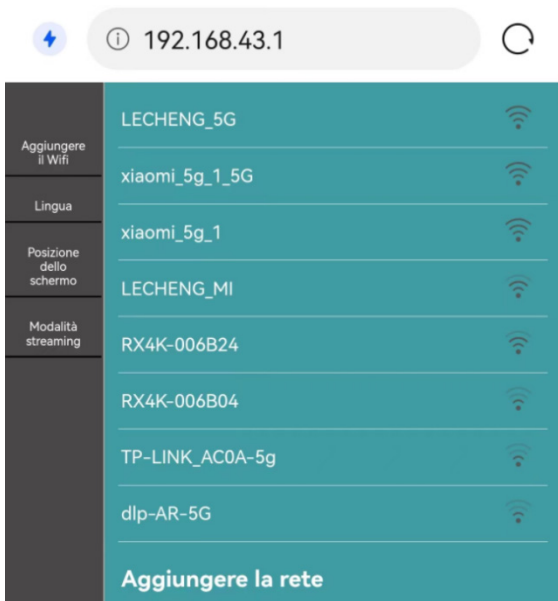 192.168.43.1
Aggiungere
il Wifi
Lingua
Posizione
dello
schermo
Modalità
streaming
LECHENG_5G
xiaomi_5g_1_5G
xiaomi_5g_1
LECHENG_MI
RX4K-006B24
RX4K-006B04
TP-LINK_AC0A-5g
dlp-AR-5G
Aggiungere la rete